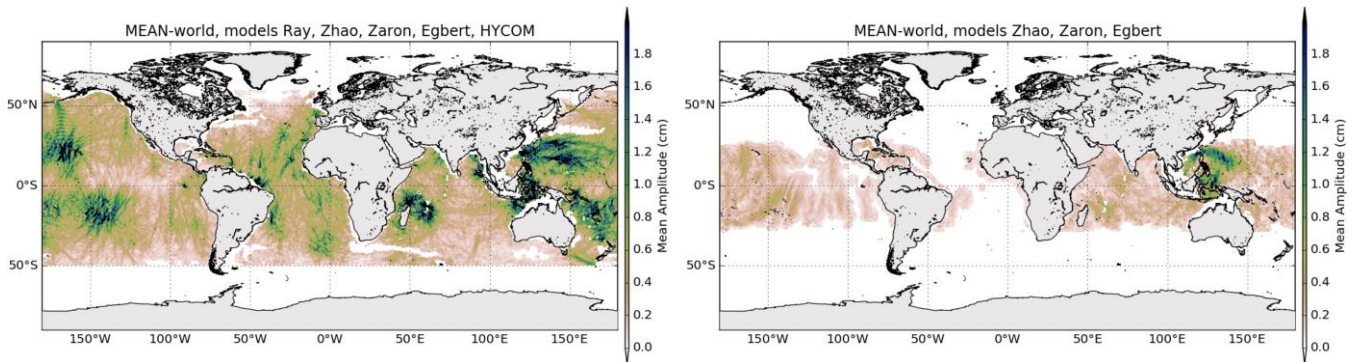 MEAN-world, models Ray, Zhao, Zaron, Egbert, HYCOM
50°N
0°S
50°S
150°W 100°W 50°W 0°W 50°E 100°E 150°E
1.8
1.6
1.4
1.2
1.0
0.8
0.6
0.4
0.2
0.0
Mean Amplitude (cm)
MEAN-world, models Zhao, Zaron, Egbert
50°N
0°S
50°S
150°W 100°W 50°W 0°W 50°E 100°E 150°E
1.8
1.6
1.4
1.2
1.0
0.8
0.6
0.4
0.2
0.0
Mean Amplitude (cm)